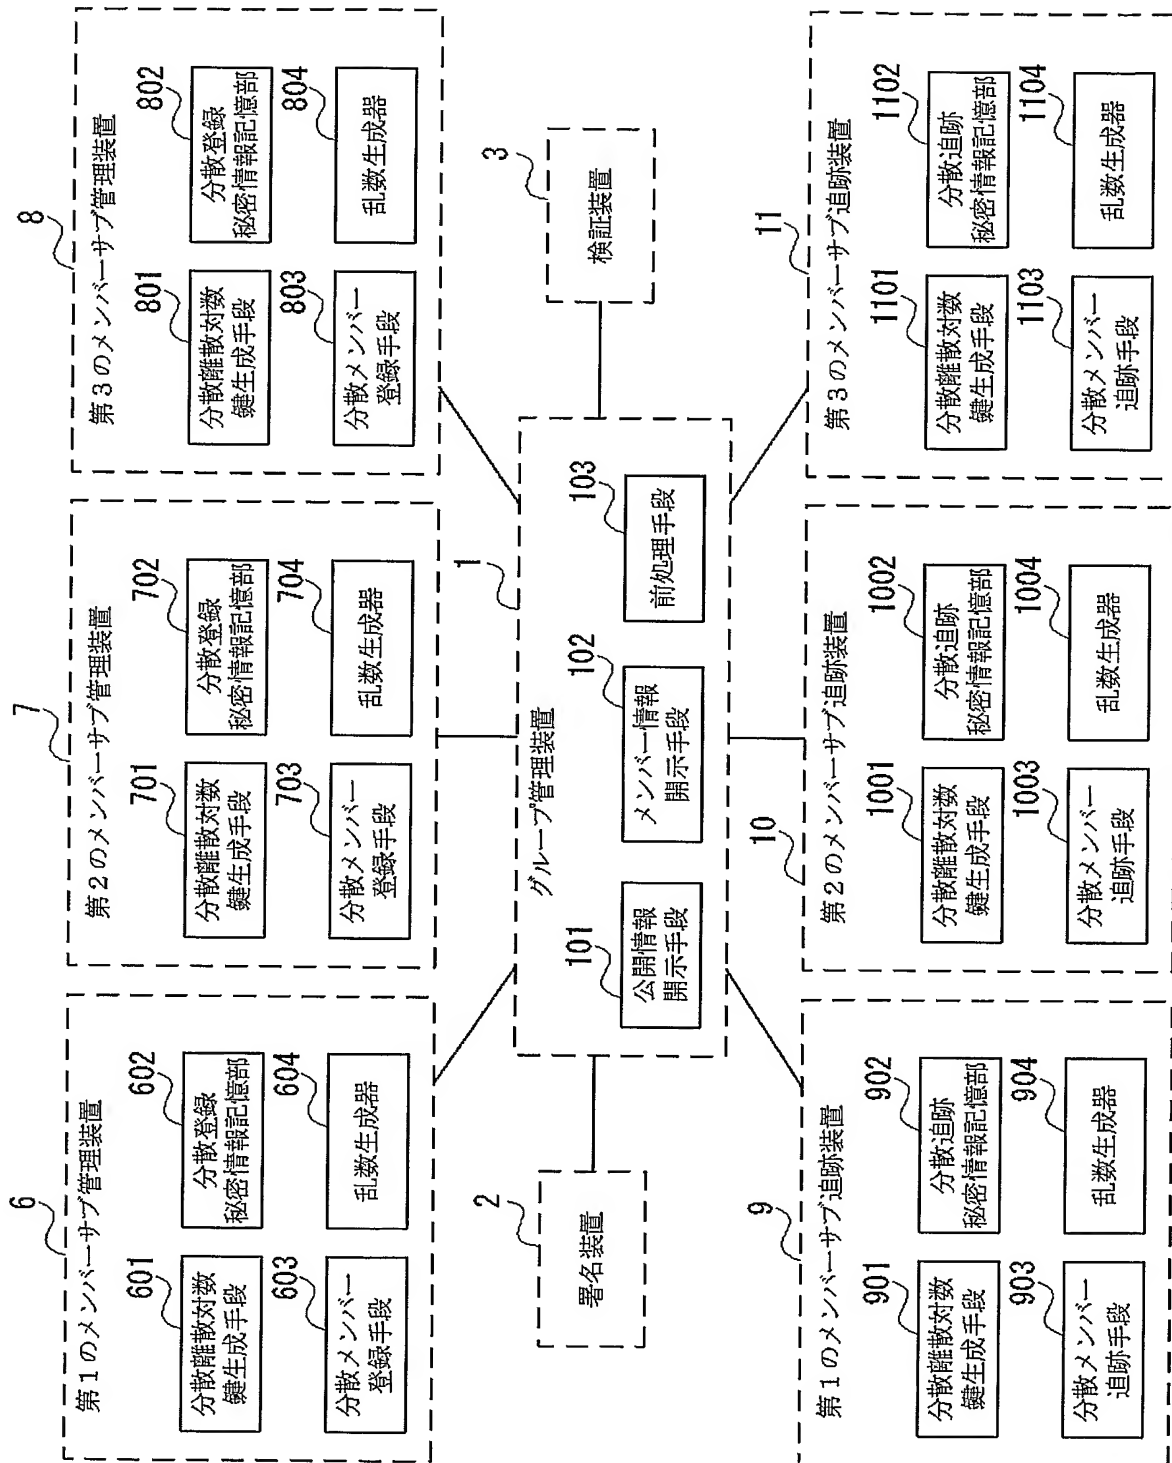 6
第1のメンバーサブ管理装置
601
分散離散対数
鍵生成手段
602
分散登録
秘密情報記憶部
603
分散メンバー
登録手段
604
乱数生成器
7
第2のメンバーサブ管理装置
701
分散離散対数
鍵生成手段
702
分散登録
秘密情報記憶部
703
分散メンバー
登録手段
704
乱数生成器
8
第3のメンバーサブ管理装置
801
分散離散対数
鍵生成手段
802
分散登録
秘密情報記憶部
803
分散メンバー
登録手段
804
乱数生成器
2
署名装置
1
グループ管理装置
101
公開情報
開示手段
102
メンバー情報
開示手段
103
前処理手段
3
検証装置
9
第1のメンバーサブ追跡装置
901
分散離散対数
鍵生成手段
902
分散追跡
秘密情報記憶部
903
分散メンバー
追跡手段
904
乱数生成器
10
第2のメンバーサブ追跡装置
1001
分散離散対数
鍵生成手段
1002
分散追跡
秘密情報記憶部
1003
分散メンバー
追跡手段
1004
乱数生成器
11
第3のメンバーサブ追跡装置
1101
分散離散対数
鍵生成手段
1102
分散追跡
秘密情報記憶部
1103
分散メンバー
追跡手段
1104
乱数生成器